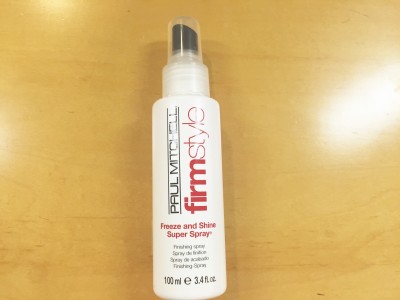 PAUL MITCHELL
firmstyle
Freeze and Shine
Super Spray®
Finishing spray
Spray de finition
Spray de acabado
Finishing-Spray
100 ml ℮ 3.4 fl.oz.